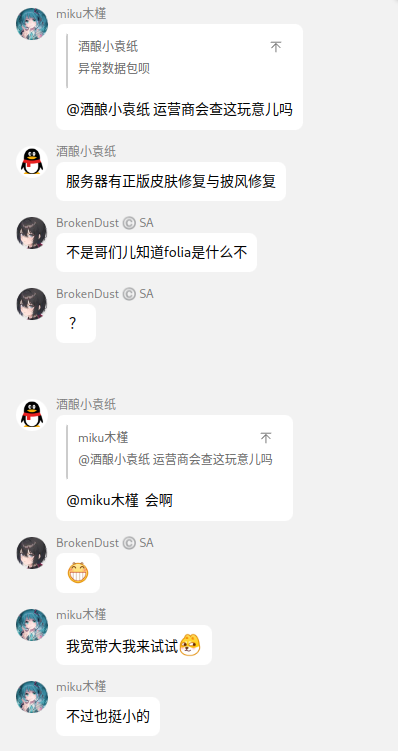 miku木槿
酒酿小袁纸
异常数据包呗
@酒酿小袁纸 运营商会查这玩意儿吗
酒酿小袁纸
服务器有正版皮肤修复与披风修复
BrokenDust © SA
不是哥们儿知道folia是什么不
BrokenDust © SA
？
酒酿小袁纸
miku木槿
@酒酿小袁纸 运营商会查这玩意儿吗
@miku木槿 会啊
BrokenDust © SA
miku木槿
我宽带大我来试试
miku木槿
不过也挺小的